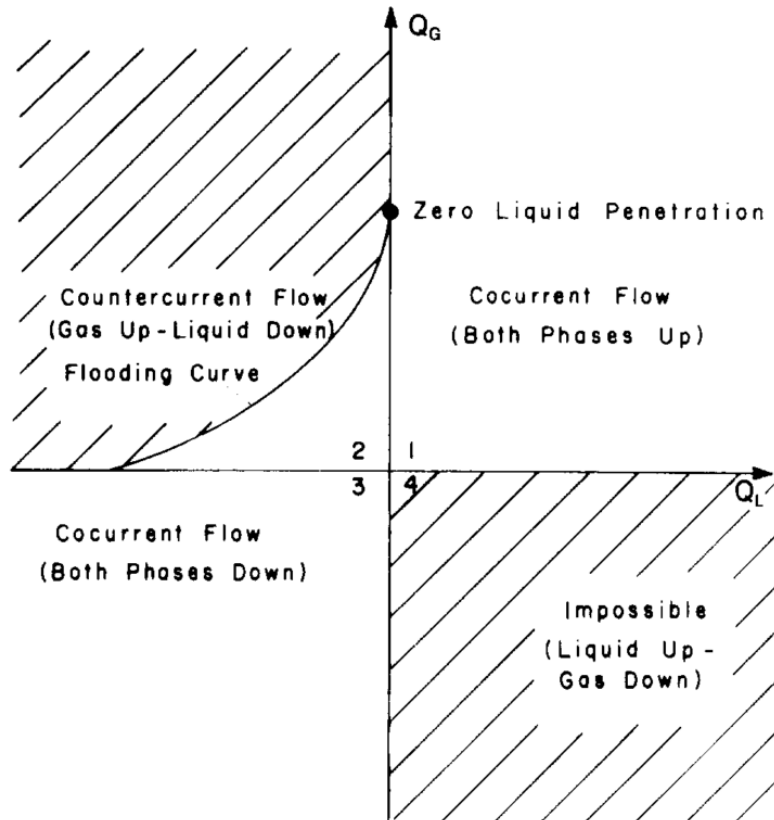 Q_G
Zero Liquid Penetration
Countercurrent Flow
(Gas Up-Liquid Down)
Flooding Curve
Cocurrent Flow
(Both Phases Up)
2 1
3 4
Q_L
Cocurrent Flow
(Both Phases Down)
Impossible
(Liquid Up-
Gas Down)